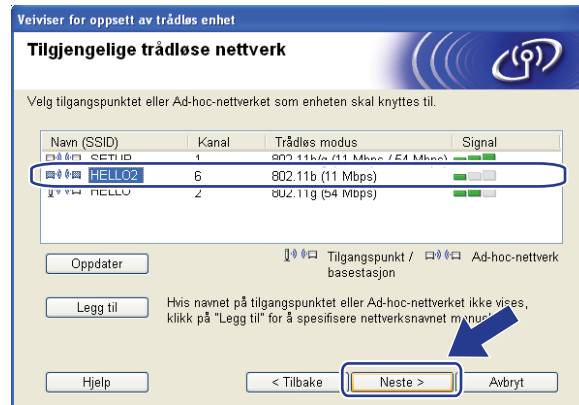 Veiviser for oppsett av trådløs enhet
Tilgjengelige trådløse nettverk
Velg tilgangspunktet eller Ad-hoc-nettverket som enheten skal knyttes til.
Navn (SSID) Kanal Trådløs modus Signal
SETUP 1 802.11b/g (11 Mbps / 54 Mbps)
HELLO2 6 802.11b (11 Mbps)
HELLO 2 802.11g (54 Mbps)
Oppdater Tilgangspunkt / Ad-hoc-nettverk
basestasjon
Legg til Hvis navnet på tilgangspunktet eller Ad-hoc-nettverket ikke vises,
klikk på "Legg til" for å spesifisere nettverksnavnet
Hjelp < Tilbake Neste > Avbryt